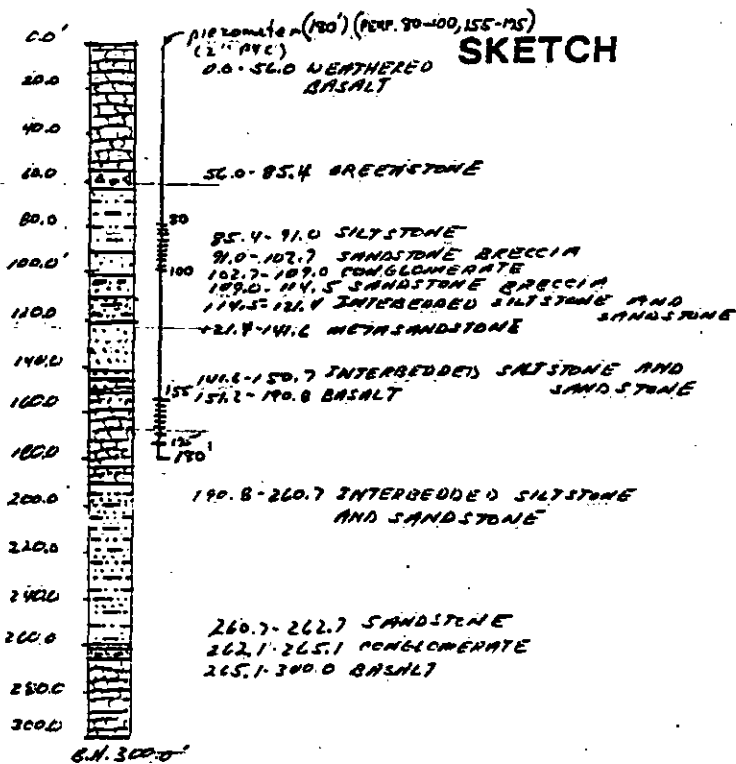 piezometer (180') (PERF. 80-100, 155-175)
(2" PVC)
SKETCH
0.0'
20.0
40.0
60.0
80.0
100.0'
120.0
140.0
160.0
180.0
200.0
220.0
240.0
260.0
280.0
300.0
80
100
155
175
180'
0.0-56.0 WEATHERED
BASALT
56.0-85.4 GREENSTONE
85.4-91.0 SILTSTONE
91.0-102.7 SANDSTONE BRECCIA
102.7-109.0 CONGLOMERATE
109.0-114.5 SANDSTONE BRECCIA
114.5-121.4 INTERBEDDED SILTSTONE AND
SANDSTONE
121.4-141.6 METASANDSTONE
141.6-150.7 INTERBEDDED SILTSTONE AND
SANDSTONE
151.2-190.8 BASALT
190.8-260.7 INTERBEDDED SILTSTONE
AND SANDSTONE
260.7-262.7 SANDSTONE
262.1-265.1 CONGLOMERATE
265.1-300.0 BASALT
B.H. 300.0'